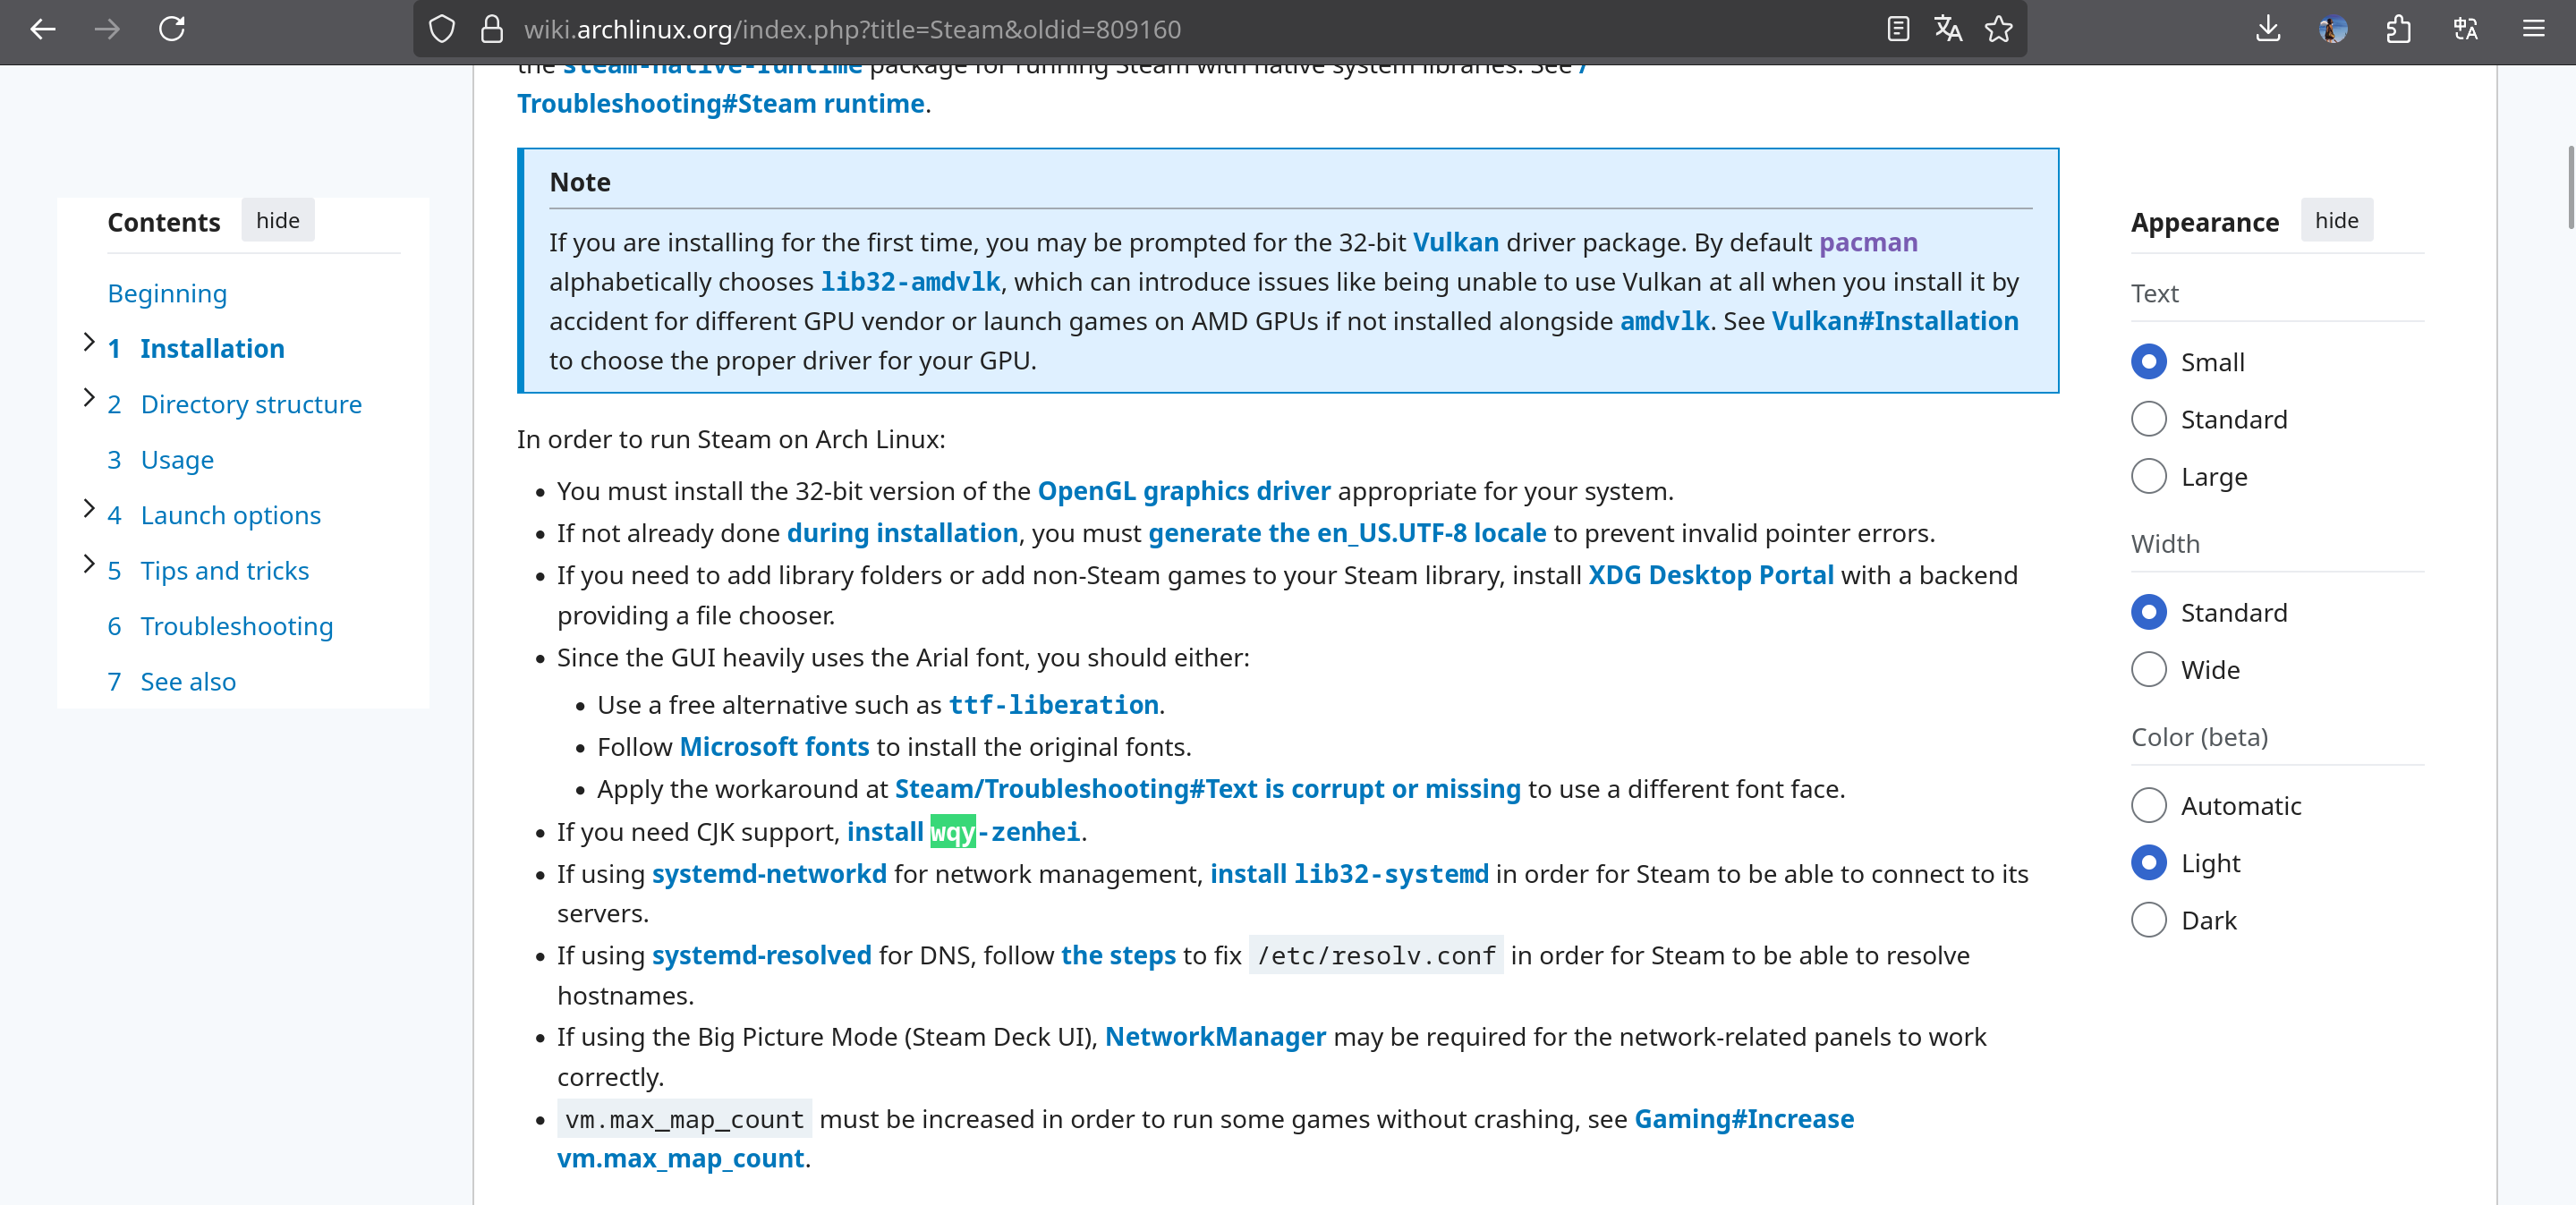 wiki.archlinux.org/index.php?title=Steam&oldid=809160
the steam-native-runtime package for running Steam with native system libraries. See /
Troubleshooting#Steam runtime.
Note
If you are installing for the first time, you may be prompted for the 32-bit Vulkan driver package. By default pacman
alphabetically chooses lib32-amdvlk, which can introduce issues like being unable to use Vulkan at all when you install it by
accident for different GPU vendor or launch games on AMD GPUs if not installed alongside amdvlk. See Vulkan#Installation
to choose the proper driver for your GPU.
Contents hide
Beginning
1 Installation
2 Directory structure
3 Usage
4 Launch options
5 Tips and tricks
6 Troubleshooting
7 See also
In order to run Steam on Arch Linux:
• You must install the 32-bit version of the OpenGL graphics driver appropriate for your system.
• If not already done during installation, you must generate the en_US.UTF-8 locale to prevent invalid pointer errors.
• If you need to add library folders or add non-Steam games to your Steam library, install XDG Desktop Portal with a backend
providing a file chooser.
• Since the GUI heavily uses the Arial font, you should either:
• Use a free alternative such as ttf-liberation.
• Follow Microsoft fonts to install the original fonts.
• Apply the workaround at Steam/Troubleshooting#Text is corrupt or missing to use a different font face.
• If you need CJK support, install wqy-zenhei.
• If using systemd-networkd for network management, install lib32-systemd in order for Steam to be able to connect to its
servers.
• If using systemd-resolved for DNS, follow the steps to fix /etc/resolv.conf in order for Steam to be able to resolve
hostnames.
• If using the Big Picture Mode (Steam Deck UI), NetworkManager may be required for the network-related panels to work
correctly.
• vm.max_map_count must be increased in order to run some games without crashing, see Gaming#Increase
vm.max_map_count.
Appearance hide
Text
Small
Standard
Large
Width
Standard
Wide
Color (beta)
Automatic
Light
Dark